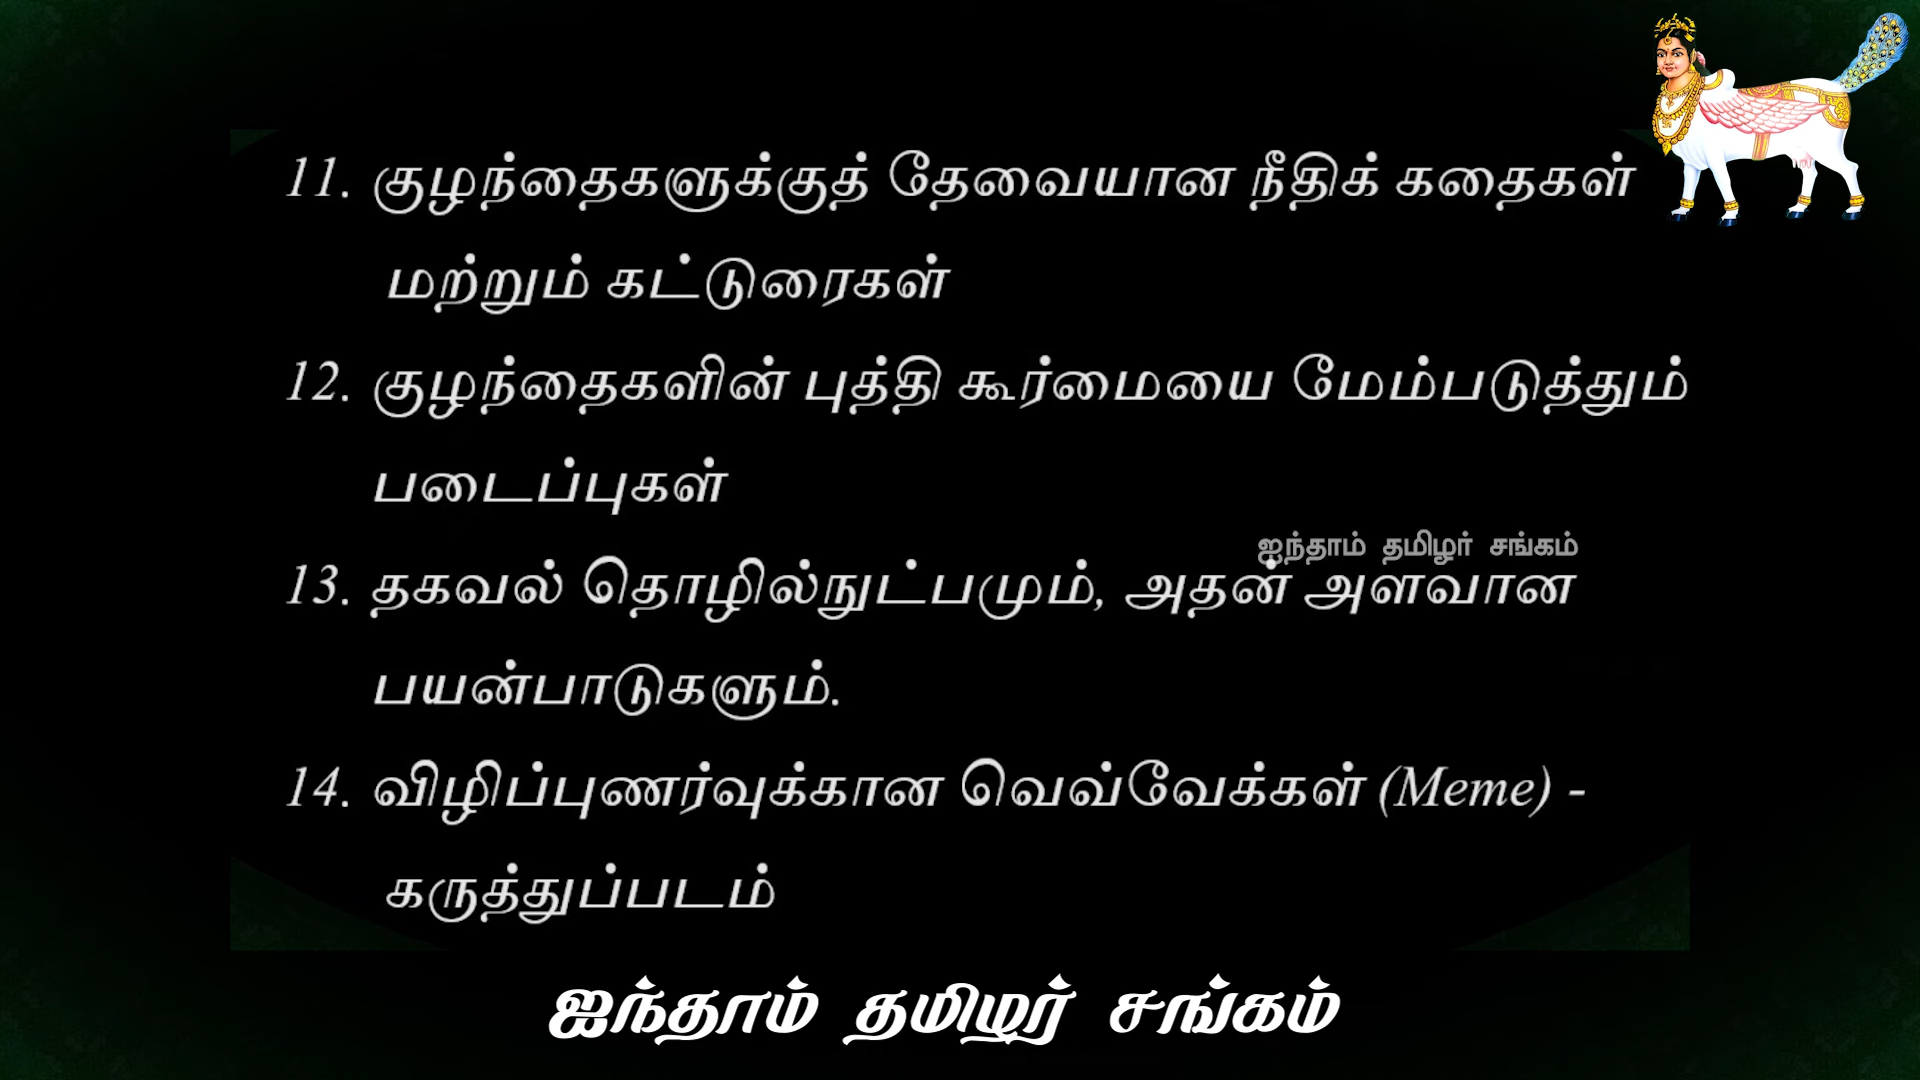 11. குழந்தைகளுக்குத் தேவையான நீதிக் கதைகள்
மற்றும் கட்டுரைகள்
12. குழந்தைகளின் புத்தி கூர்மையை மேம்படுத்தும்
படைப்புகள்
ஐந்தாம் தமிழர் சங்கம்
13. தகவல் தொழில்நுட்பமும், அதன் அளவான
பயன்பாடுகளும்.
14. விழிப்புணர்வுக்கான வெவ்வேக்கள் (Meme) -
கருத்துப்படம்
ஐந்தாம் தமிழர் சங்கம்